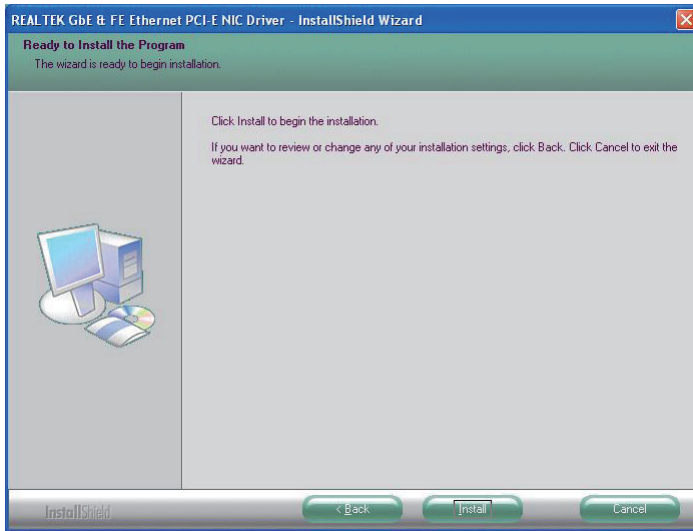 REALTEK GbE & FE Ethernet PCI-E NIC Driver - InstallShield Wizard
Ready to Install the Program
The wizard is ready to begin installation.
Click Install to begin the installation.
If you want to review or change any of your installation settings, click Back. Click Cancel to exit the
wizard.
InstallShield
< Back
Install
Cancel